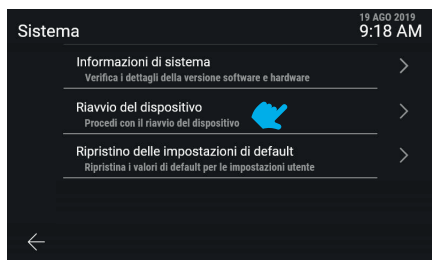 Sistema
19 AGO 2019
9:18 AM
Informazioni di sistema
Verifica i dettagli della versione software e hardware
Riavvio del dispositivo
Procedi con il riavvio del dispositivo
Ripristino delle impostazioni di default
Ripristina i valori di default per le impostazioni utente